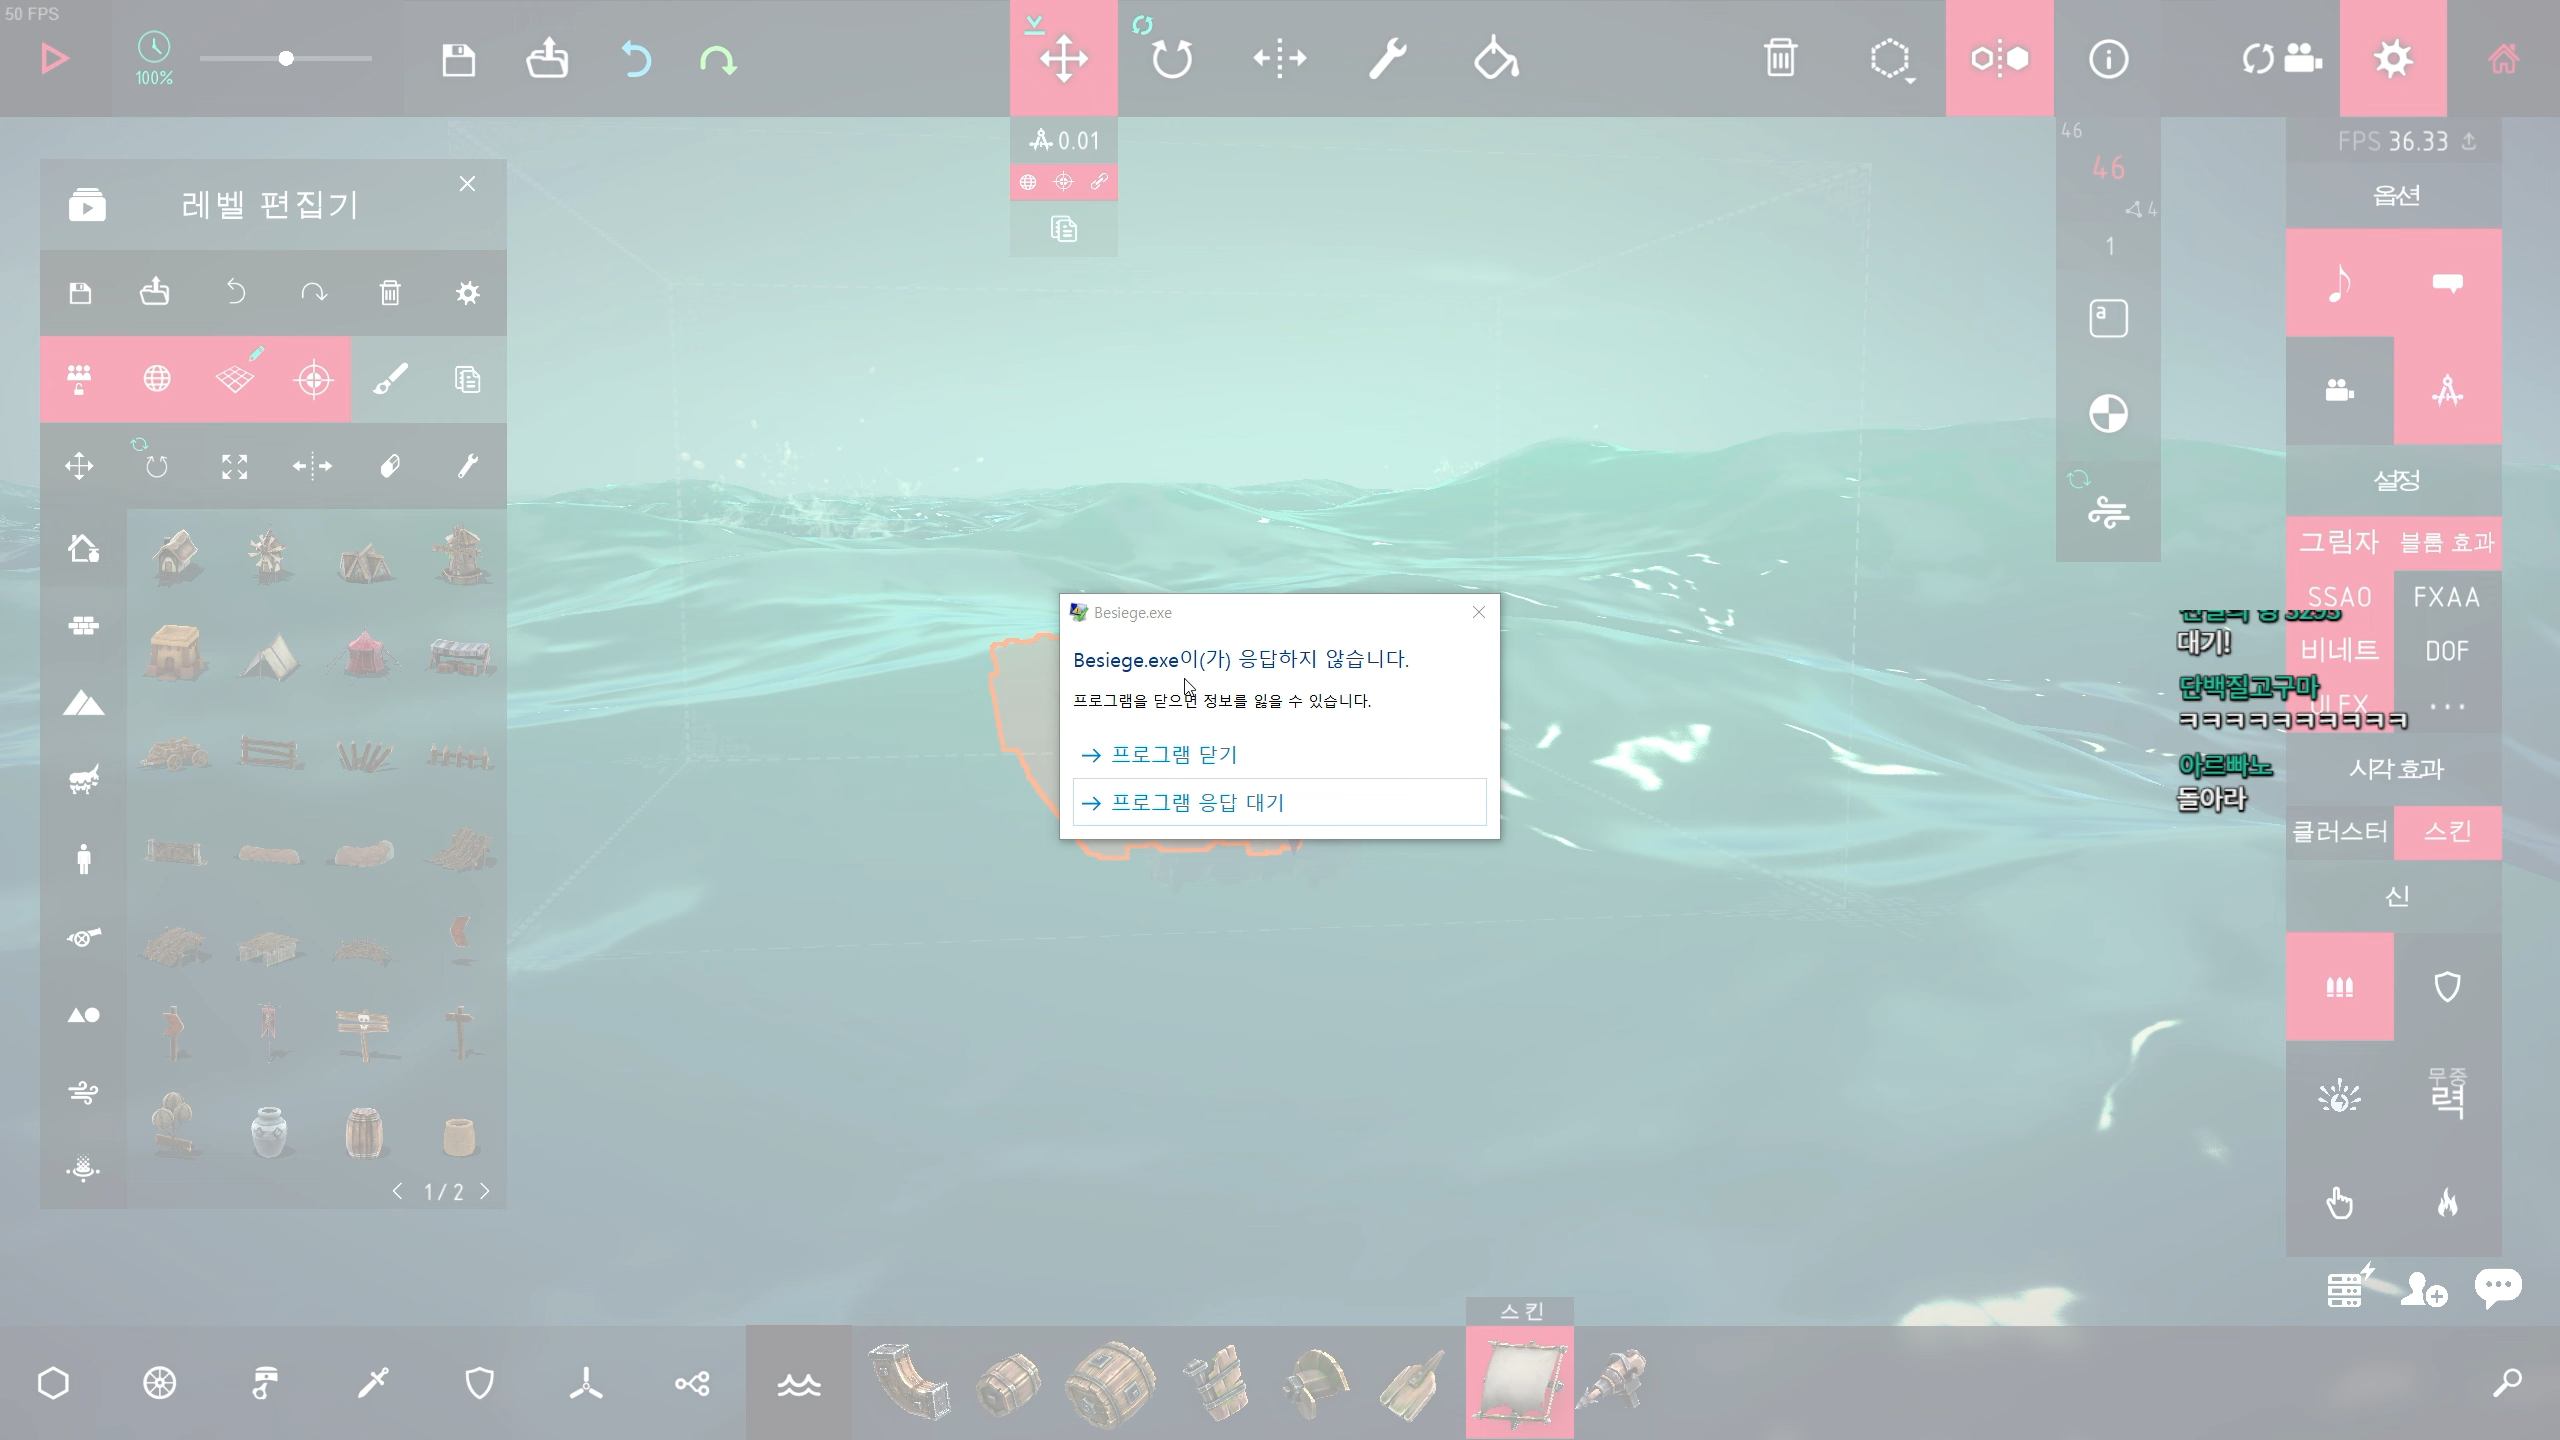 50 FPS
100%
0.01
46
46
4
1
FPS 36.33
레벨 편집기
옵션
설정
그림자 블룸 효과
SSAO FXAA
비네트 DOF
...
시각 효과
클러스터 스킨
신
무중
력
대기!
단백질고구마
ㅋㅋㅋㅋㅋㅋㅋㅋㅋㅋ
아르빠노
돌아라
Besiege.exe
Besiege.exe이(가) 응답하지 않습니다.
프로그램을 닫으면 정보를 잃을 수 있습니다.
프로그램 닫기
프로그램 응답 대기
1/2
스킨